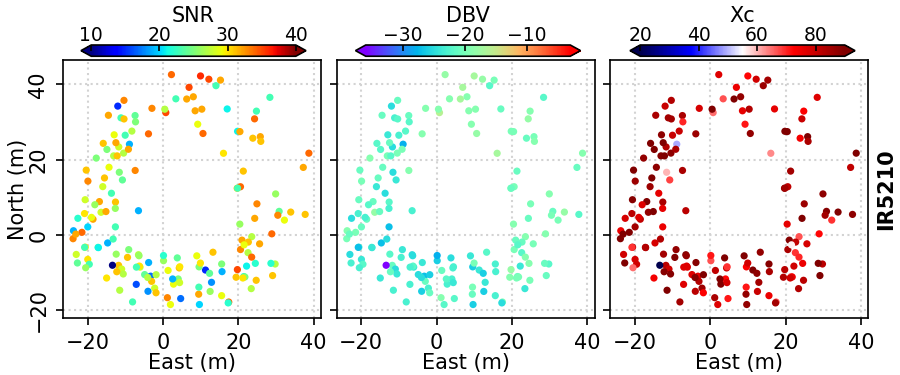 SNR DBV Xc
10 20 30 40 −30 −20 −10 20 40 60 80
40
20
0
−20
North (m)
IR5210
−20 0 20 40 −20 0 20 40 −20 0 20 40
East (m) East (m) East (m)